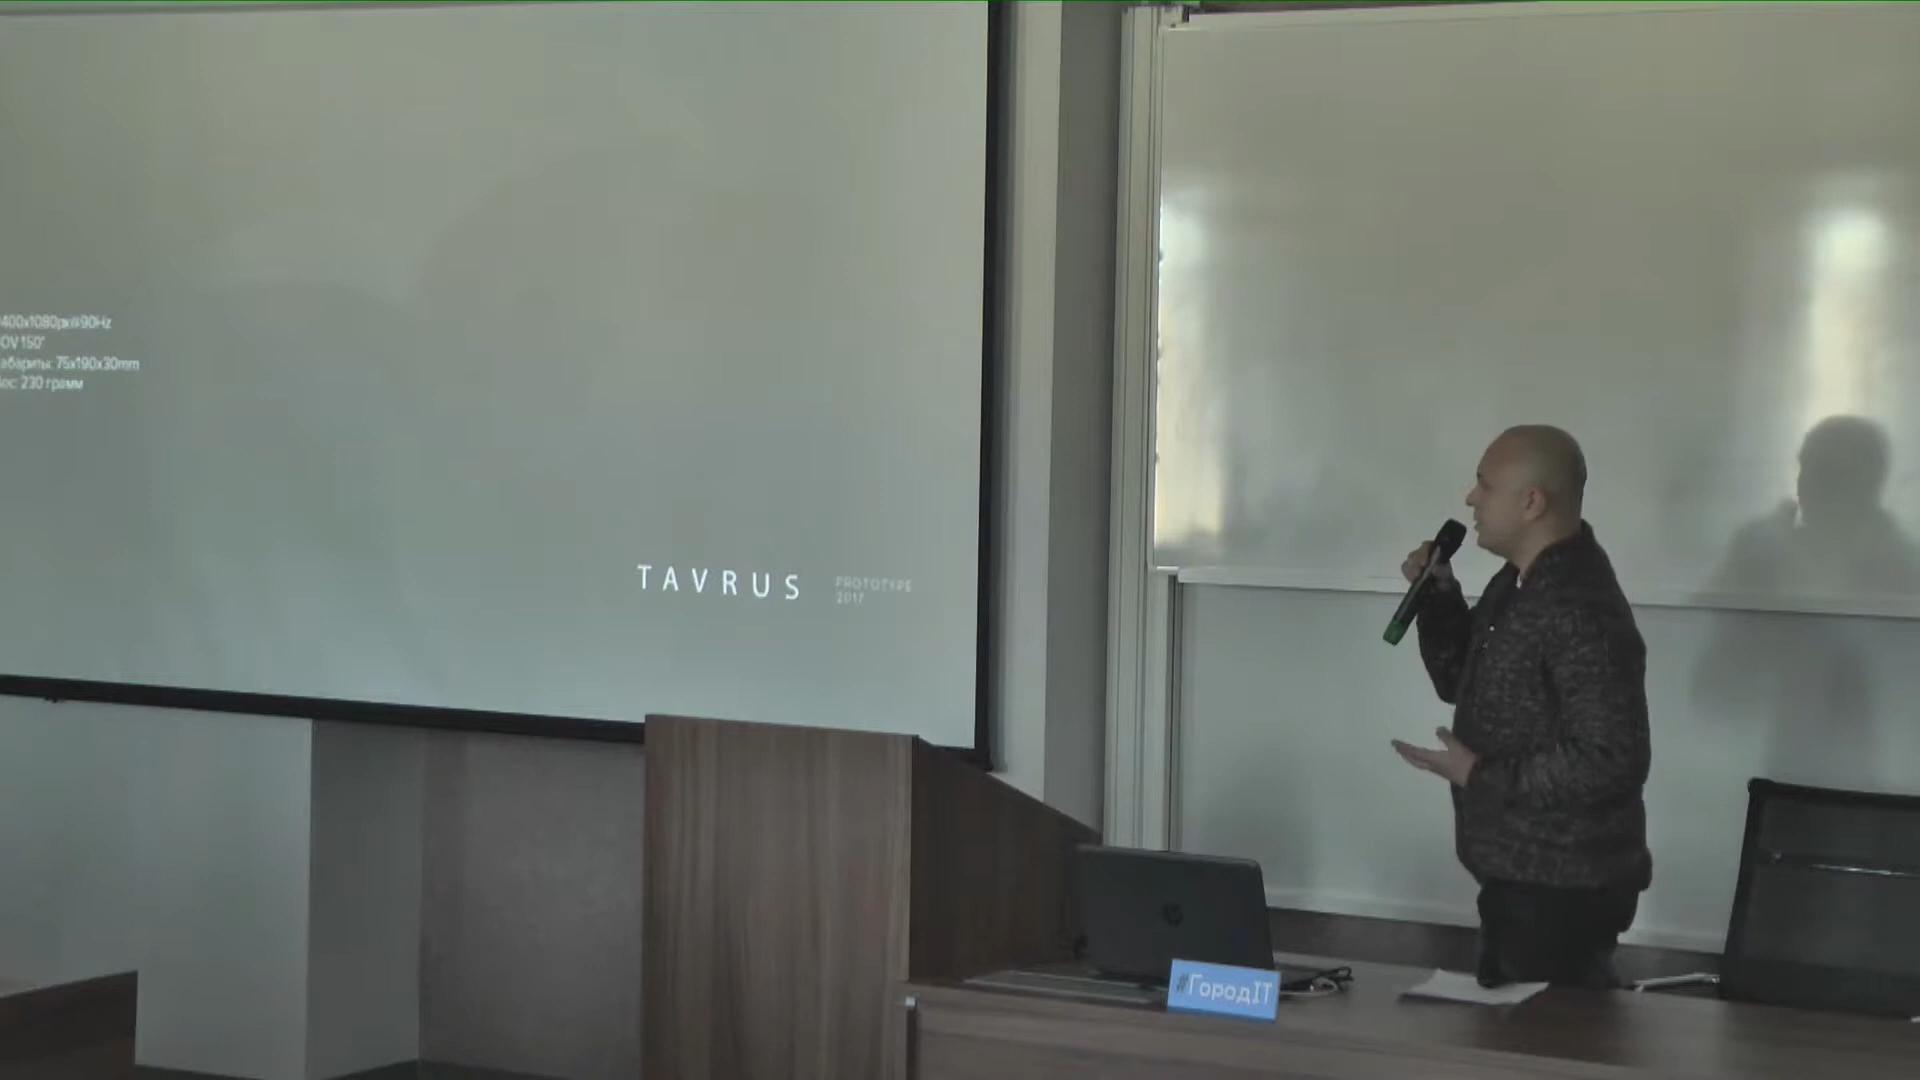 400x1080px@90Hz
OV 150°
абариты: 75x190x30mm
ес: 230 грамм
TAVRUS
PROTOTYPE
2017
#ГородIT